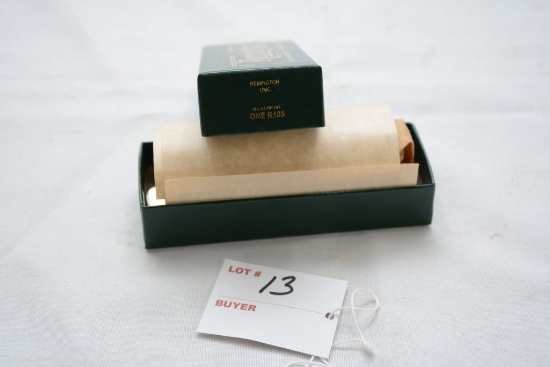 REMINGTON
UMC
ONE R103
LOT # 13
BUYER